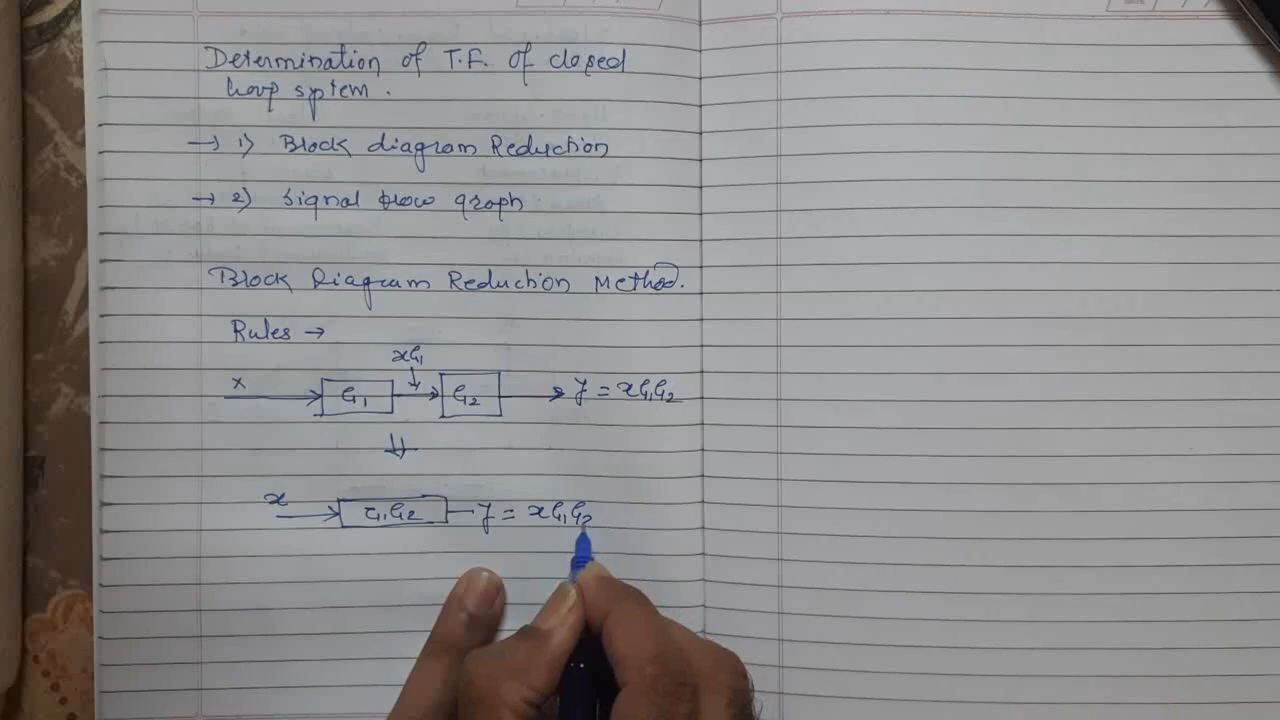 Determination of T.F. of closed
loop system.
→ 1) Block diagram Reduction
→ 2) Signal flow graph
Block Diagram Reduction Method.
Rules →
xG₁
x G₁ G₂ y = xG₁G₂
x G₁G₂ y = xG₁G₂